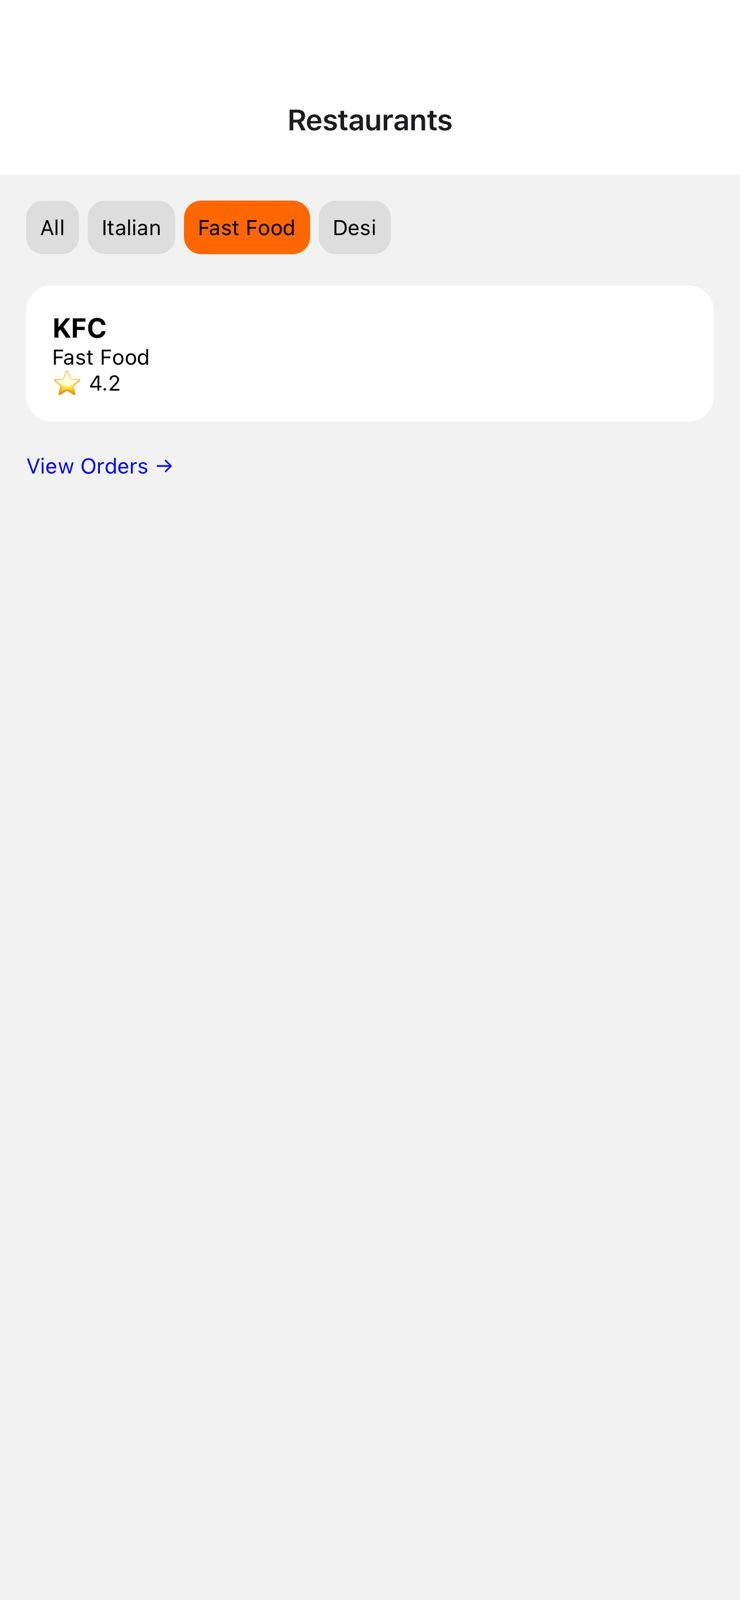 Restaurants
All Italian Fast Food Desi
KFC
Fast Food
⭐ 4.2
View Orders →